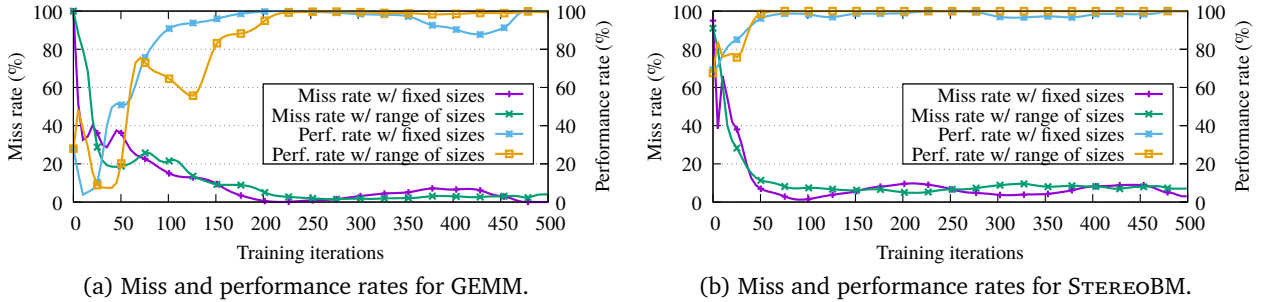 100
80
60
40
20
0
Miss rate (%)
0 50 100 150 200 250 300 350 400 450 500
Training iterations
100
80
60
40
20
0
Performance rate (%)
Miss rate w/ fixed sizes
Miss rate w/ range of sizes
Perf. rate w/ fixed sizes
Perf. rate w/ range of sizes
(a) Miss and performance rates for GEMM.
100
80
60
40
20
0
Miss rate (%)
0 50 100 150 200 250 300 350 400 450 500
Training iterations
100
80
60
40
20
0
Performance rate (%)
Miss rate w/ fixed sizes
Miss rate w/ range of sizes
Perf. rate w/ fixed sizes
Perf. rate w/ range of sizes
(b) Miss and performance rates for STEREOBM.